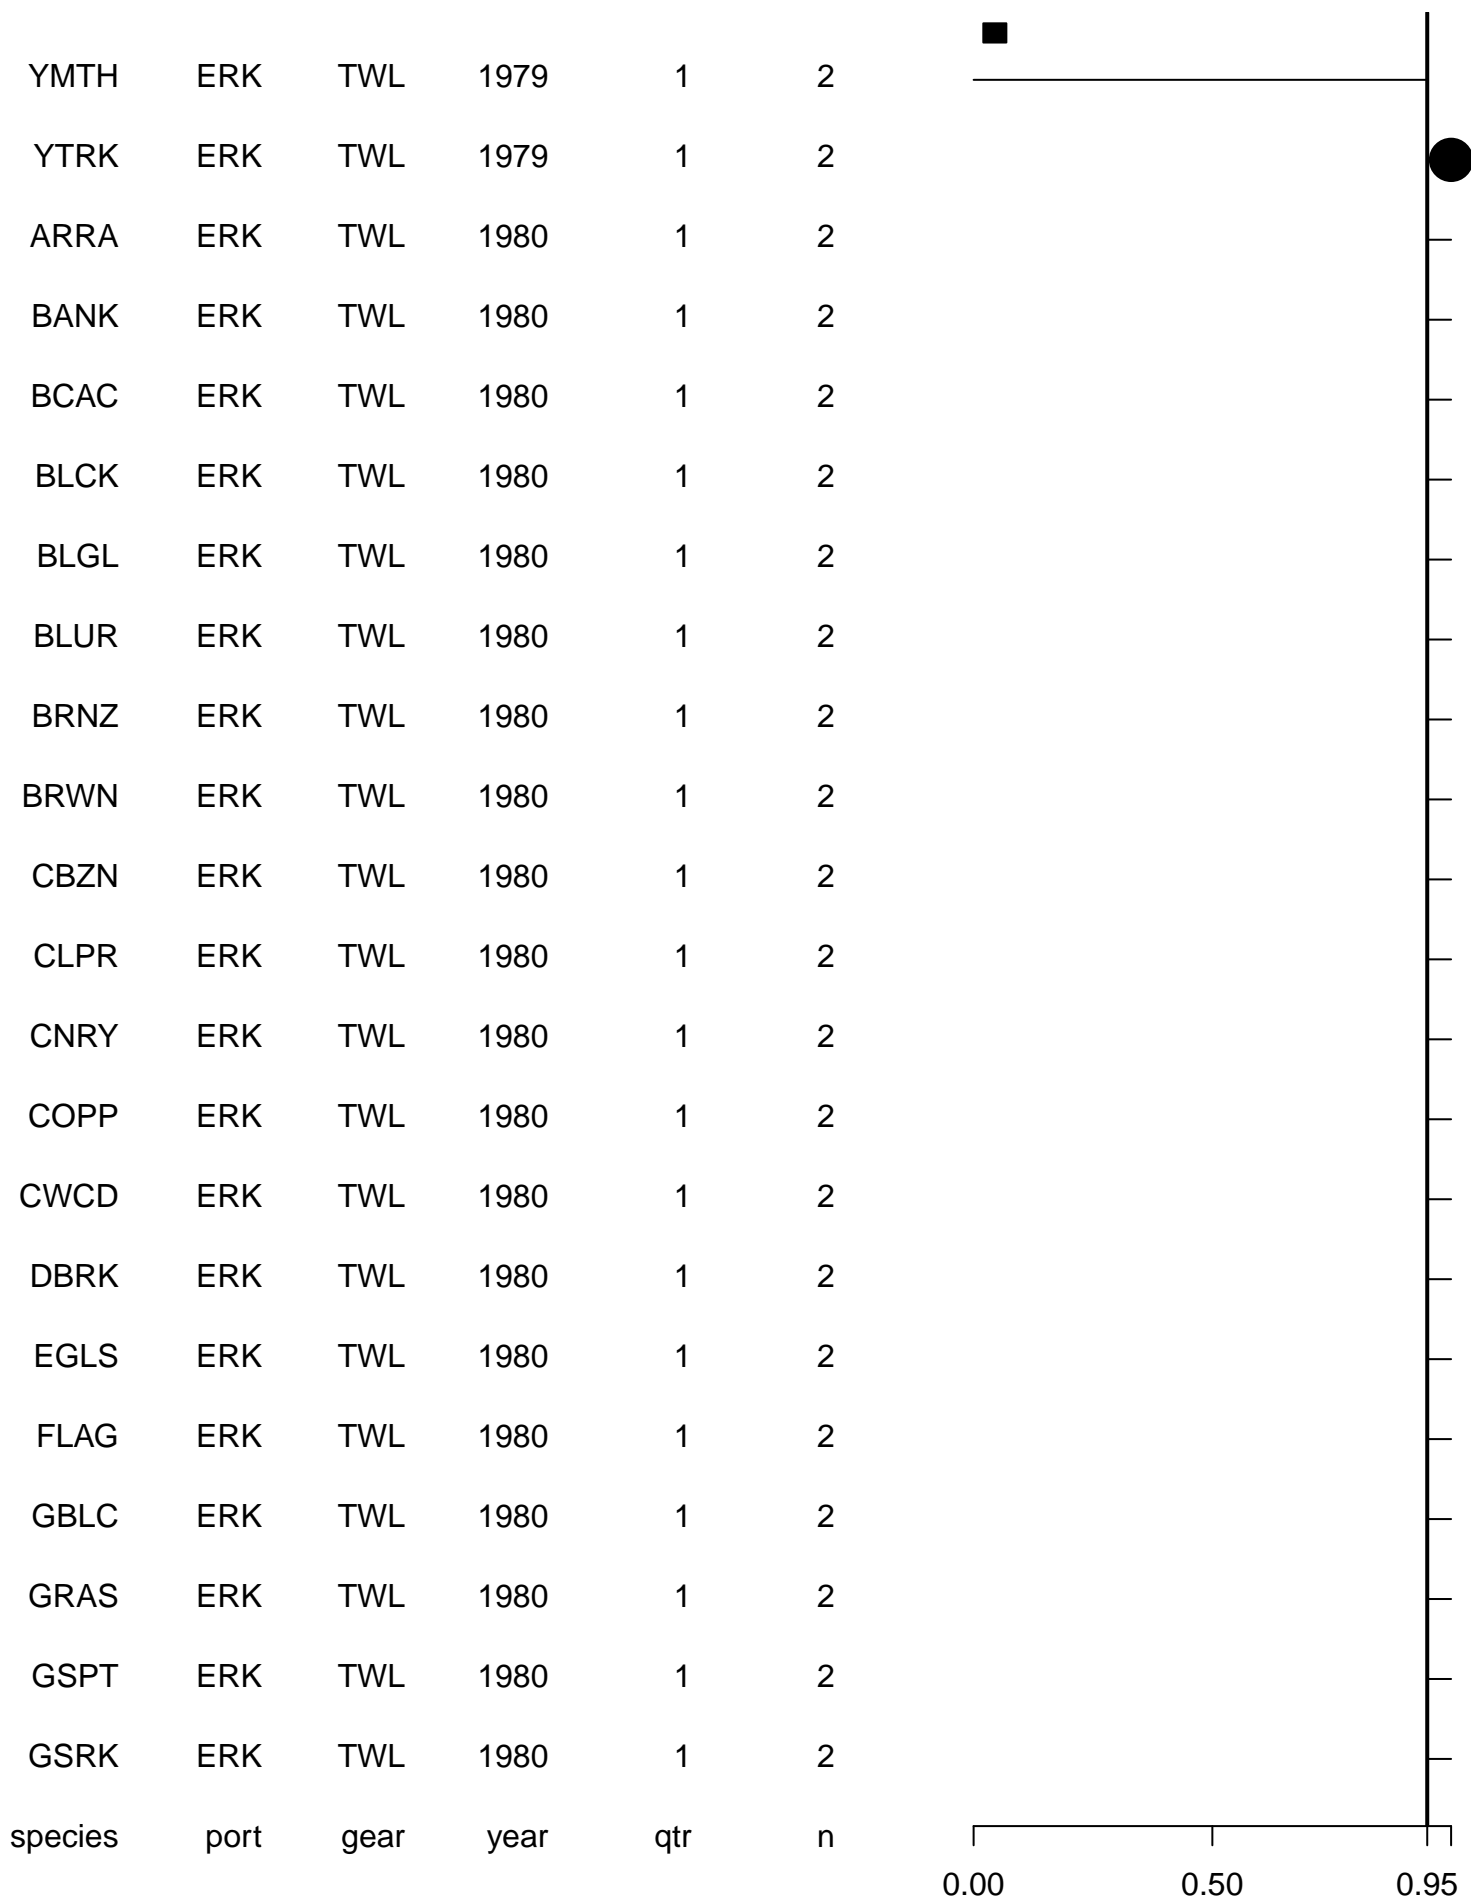 YMTH ERK TWL 1979 1 2
YTRK ERK TWL 1979 1 2
ARRA ERK TWL 1980 1 2
BANK ERK TWL 1980 1 2
BCAC ERK TWL 1980 1 2
BLCK ERK TWL 1980 1 2
BLGL ERK TWL 1980 1 2
BLUR ERK TWL 1980 1 2
BRNZ ERK TWL 1980 1 2
BRWN ERK TWL 1980 1 2
CBZN ERK TWL 1980 1 2
CLPR ERK TWL 1980 1 2
CNRY ERK TWL 1980 1 2
COPP ERK TWL 1980 1 2
CWCD ERK TWL 1980 1 2
DBRK ERK TWL 1980 1 2
EGLS ERK TWL 1980 1 2
FLAG ERK TWL 1980 1 2
GBLC ERK TWL 1980 1 2
GRAS ERK TWL 1980 1 2
GSPT ERK TWL 1980 1 2
GSRK ERK TWL 1980 1 2
species port gear year qtr n
0.00 0.50 0.95